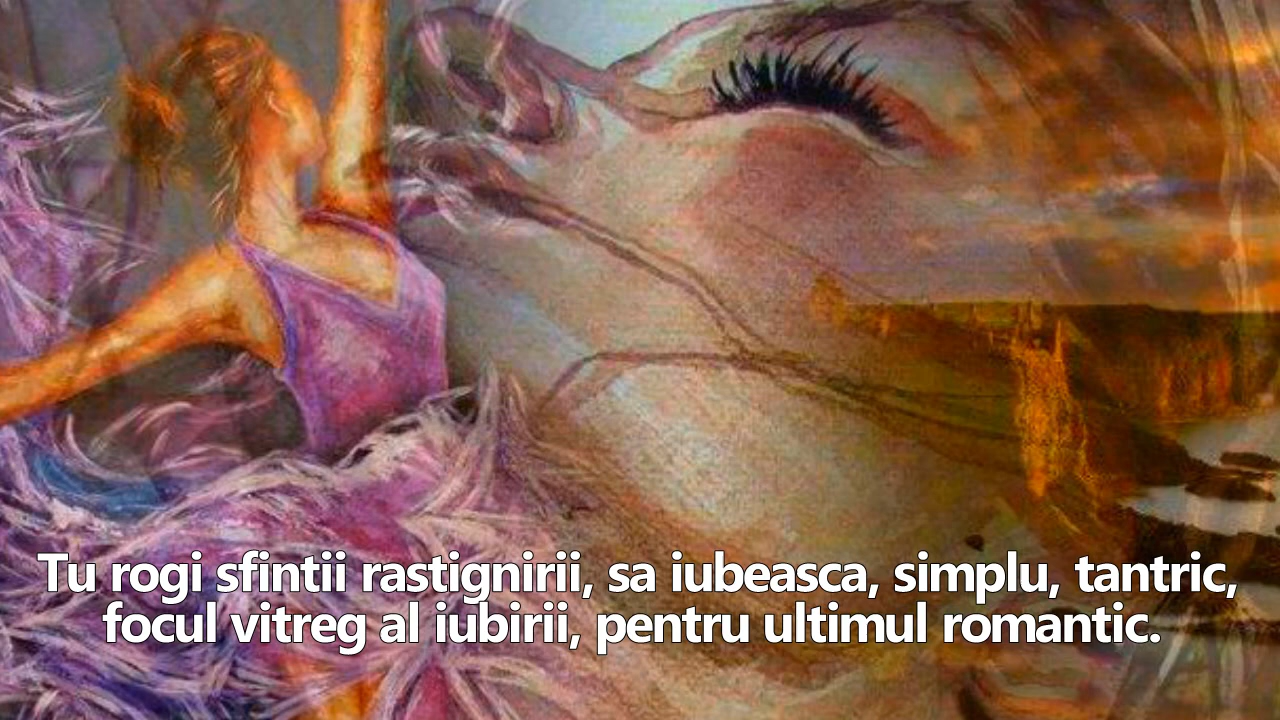 Tu rogi sfintii rastignirii, sa iubeasca, simplu, tantric,
focul vitreg al iubirii, pentru ultimul romantic.